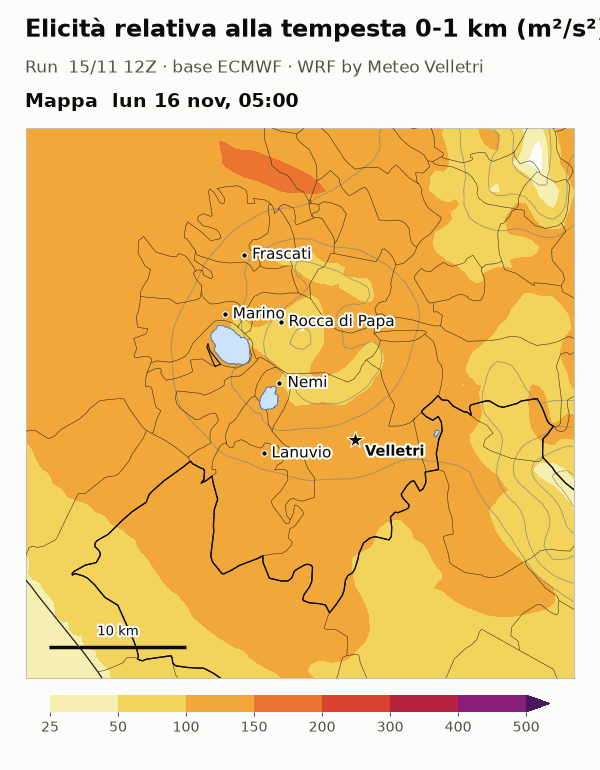 Elicità relativa alla tempesta 0-1 km (m²/s²)
Run 15/11 12Z · base ECMWF · WRF by Meteo Velletri
Mappa lun 16 nov, 05:00
Frascati
Marino
Rocca di Papa
Nemi
Velletri
Lanuvio
10 km
25 50 100 150 200 300 400 500